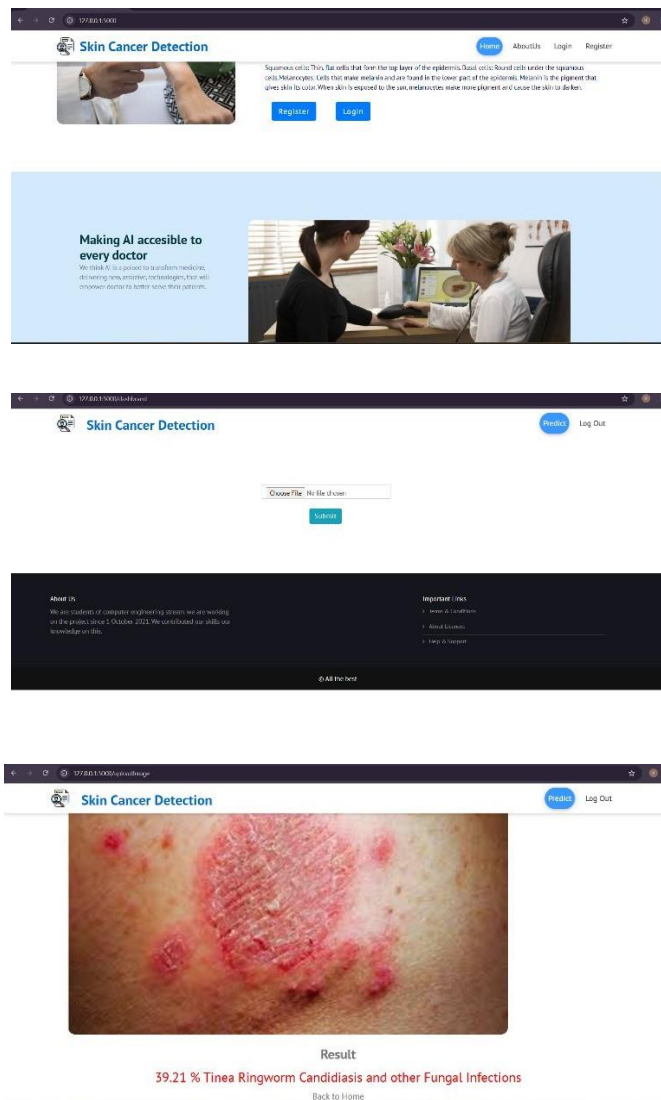 127.0.0.1:5000
Skin Cancer Detection
Home AboutUs Login Register
Squamous cells: Thin, flat cells that form the top layer of the epidermis. Basal cells: Round cells under the squamous
cells.Melanocytes: Cells that make melanin and are found in the lower part of the epidermis. Melanin is the pigment that
gives skin its color. When skin is exposed to the sun, melanocytes make more pigment and cause the skin to darken.
Register Login
Making AI accesible to
every doctor
We think AI is a poised to transform medicine,
delivering new, assistive, technologies, that will
empower doctor to better serve their patients.
127.0.0.1:5000/dashboard
Skin Cancer Detection
Predict Log Out
Choose File No file chosen
Submit
About Us
Important Links
We are students of computer engineering stream, we are working
on the project since 1 October 2021. We contributed our skills our
knowledge on this.
› Terms & Conditions
› About Licences
› Help & Support
© All the best
127.0.0.1:5000/uploadImage
Skin Cancer Detection
Predict Log Out
Result
39.21 % Tinea Ringworm Candidiasis and other Fungal Infections
Back to Home